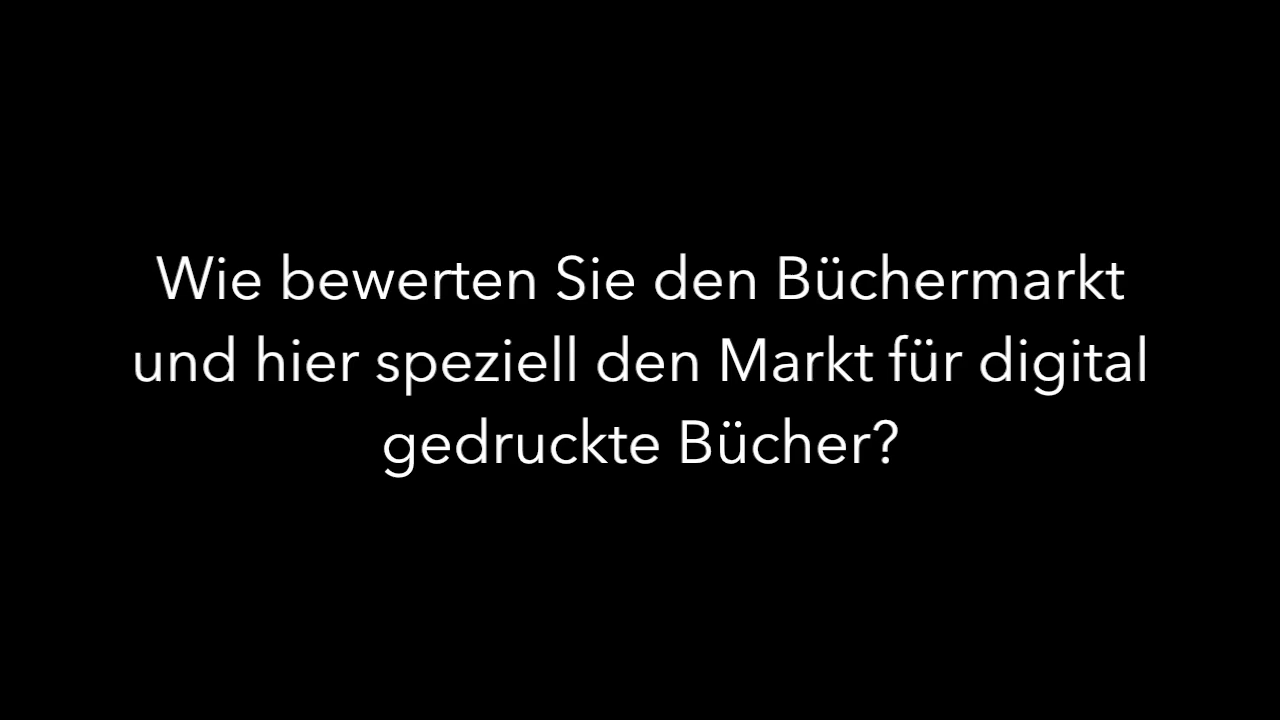 Wie bewerten Sie den Büchermarkt
und hier speziell den Markt für digital
gedruckte Bücher?